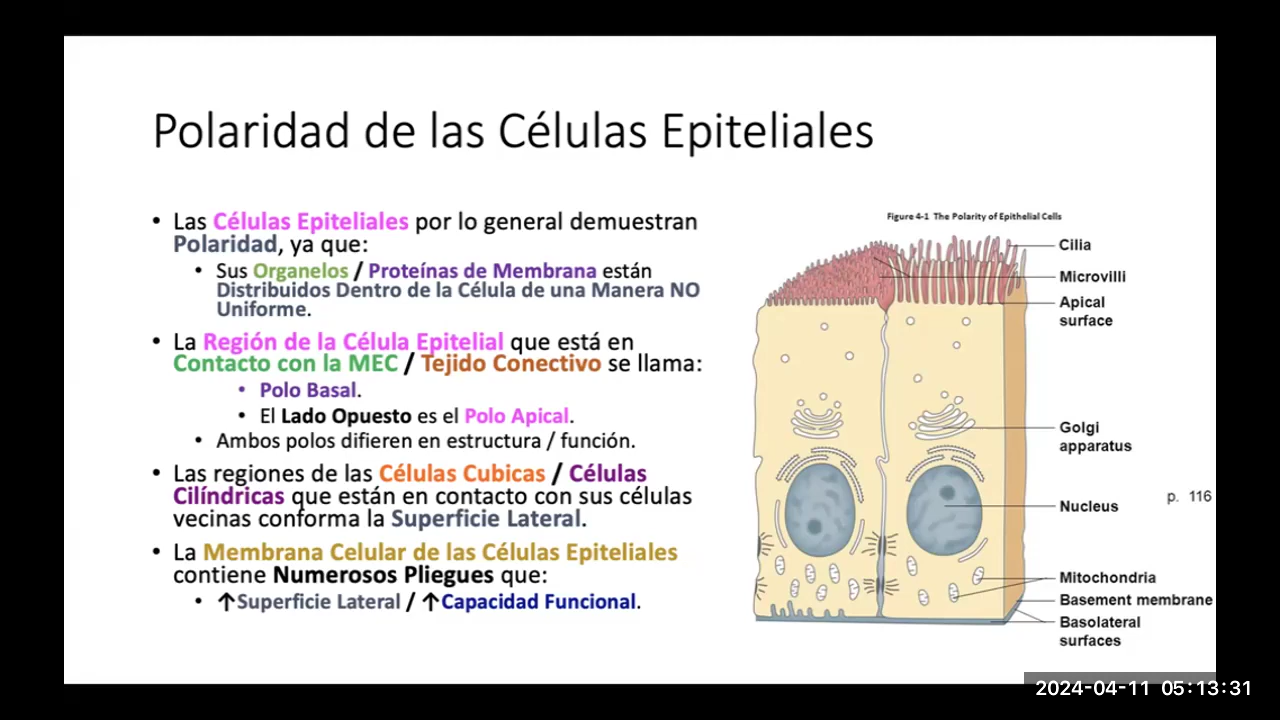 Polaridad de las Células Epiteliales
• Las Células Epiteliales por lo general demuestran
Polaridad, ya que:
• Sus Organelos / Proteínas de Membrana están
Distribuidos Dentro de la Célula de una Manera NO
Uniforme.
• La Región de la Célula Epitelial que está en
Contacto con la MEC / Tejido Conectivo se llama:
• Polo Basal.
• El Lado Opuesto es el Polo Apical.
• Ambos polos difieren en estructura / función.
• Las regiones de las Células Cubicas / Células
Cilíndricas que están en contacto con sus células
vecinas conforma la Superficie Lateral.
• La Membrana Celular de las Células Epiteliales
contiene Numerosos Pliegues que:
• ↑Superficie Lateral / ↑Capacidad Funcional.
Figure 4-1 The Polarity of Epithelial Cells
Cilia
Microvilli
Apical
surface
Golgi
apparatus
Nucleus
Mitochondria
Basement membrane
Basolateral
surfaces
p. 116
2024-04-11 05:13:31